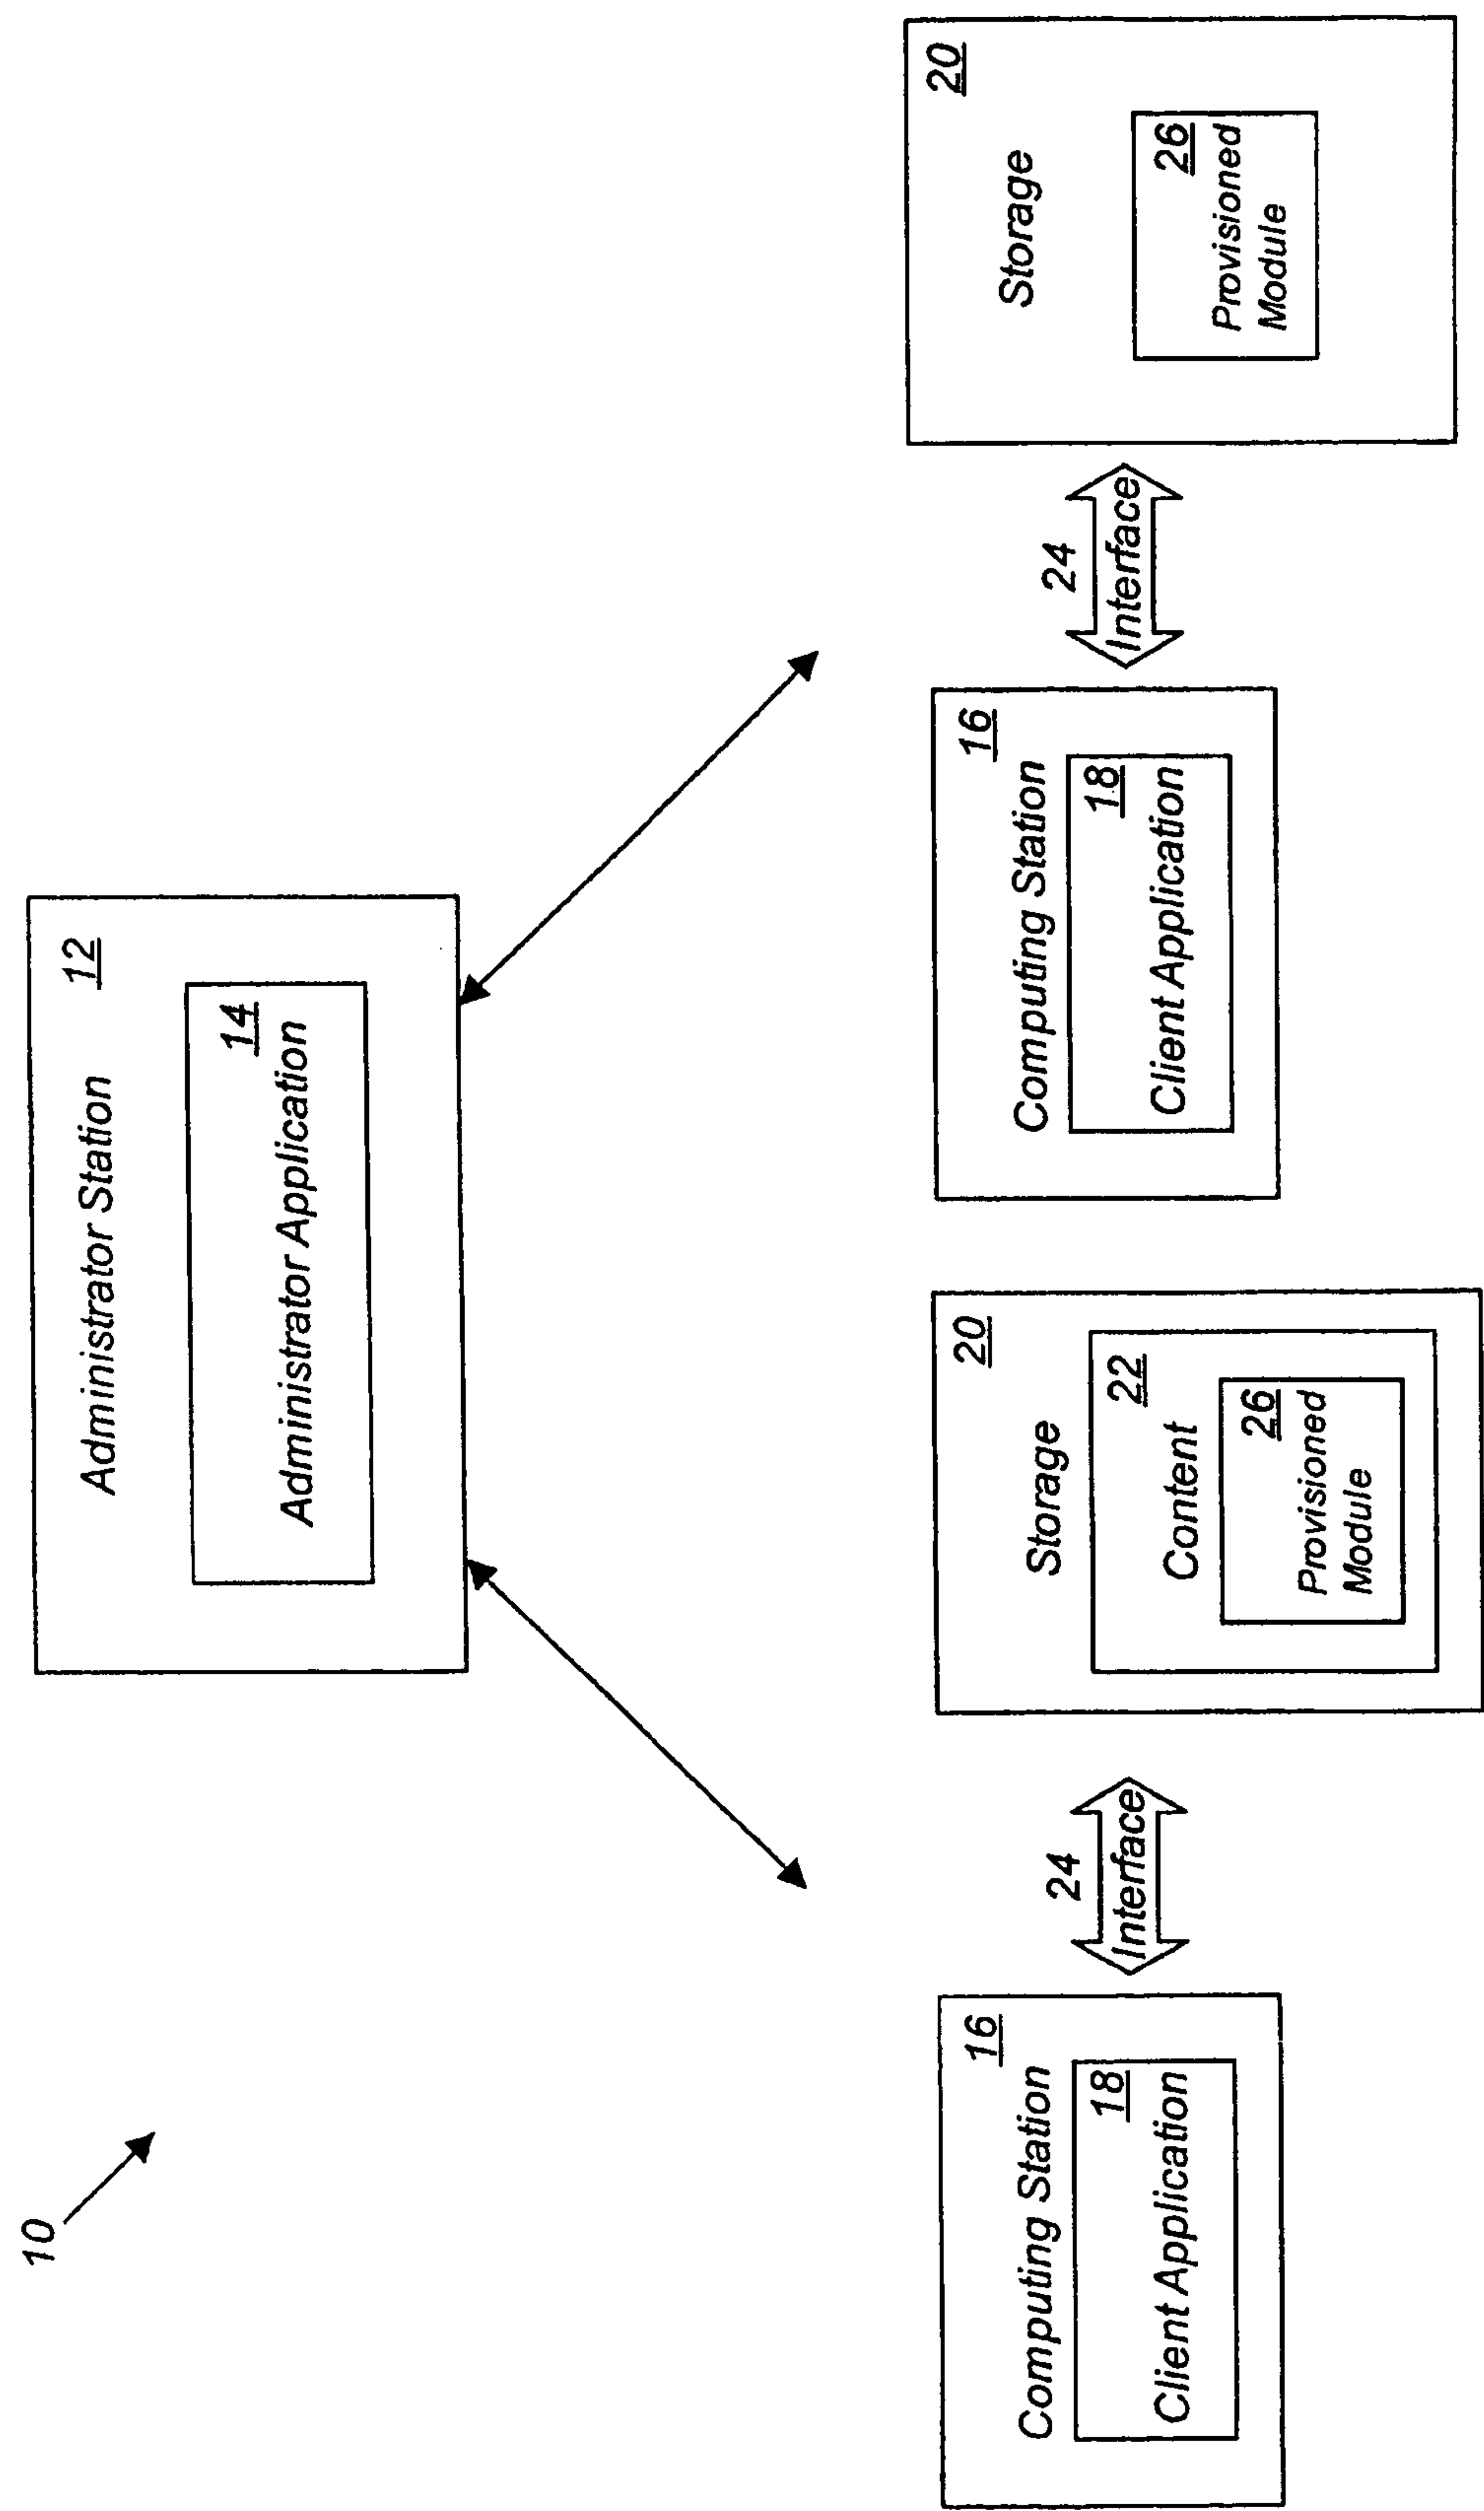 10
Administrator Station
12
14
Administrator Application
16
Computing Station
18
Client Application
24
Interface
20
Storage
22
Content
26
Provisioned
Module
16
Computing Station
18
Client Application
24
Interface
20
Storage
26
Provisioned
Module